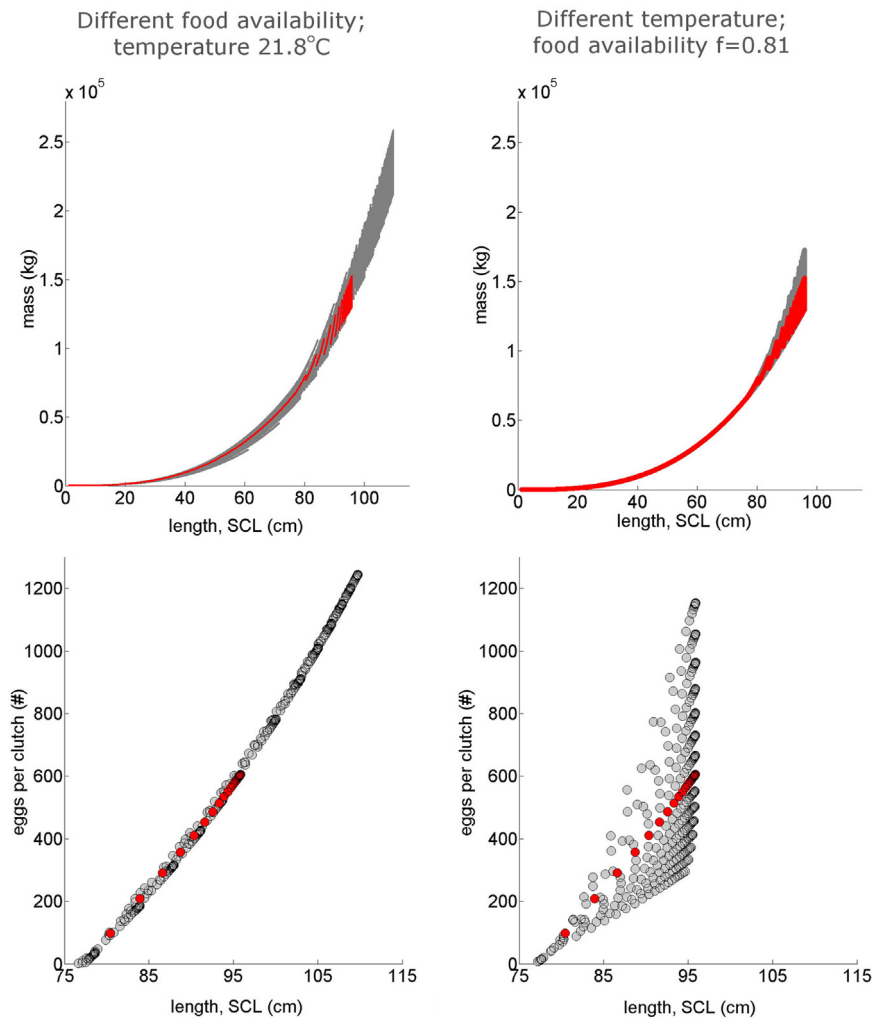 Different food availability;
temperature 21.8°C
Different temperature;
food availability f=0.81
x 10⁵
2.5
2
1.5
1
0.5
0
0 20 40 60 80 100
mass (kg)
length, SCL (cm)
x 10⁵
2.5
2
1.5
1
0.5
0
0 20 40 60 80 100
mass (kg)
length, SCL (cm)
1200
1000
800
600
400
200
0
75 85 95 105 115
eggs per clutch (#)
length, SCL (cm)
1200
1000
800
600
400
200
0
75 85 95 105 115
eggs per clutch (#)
length, SCL (cm)